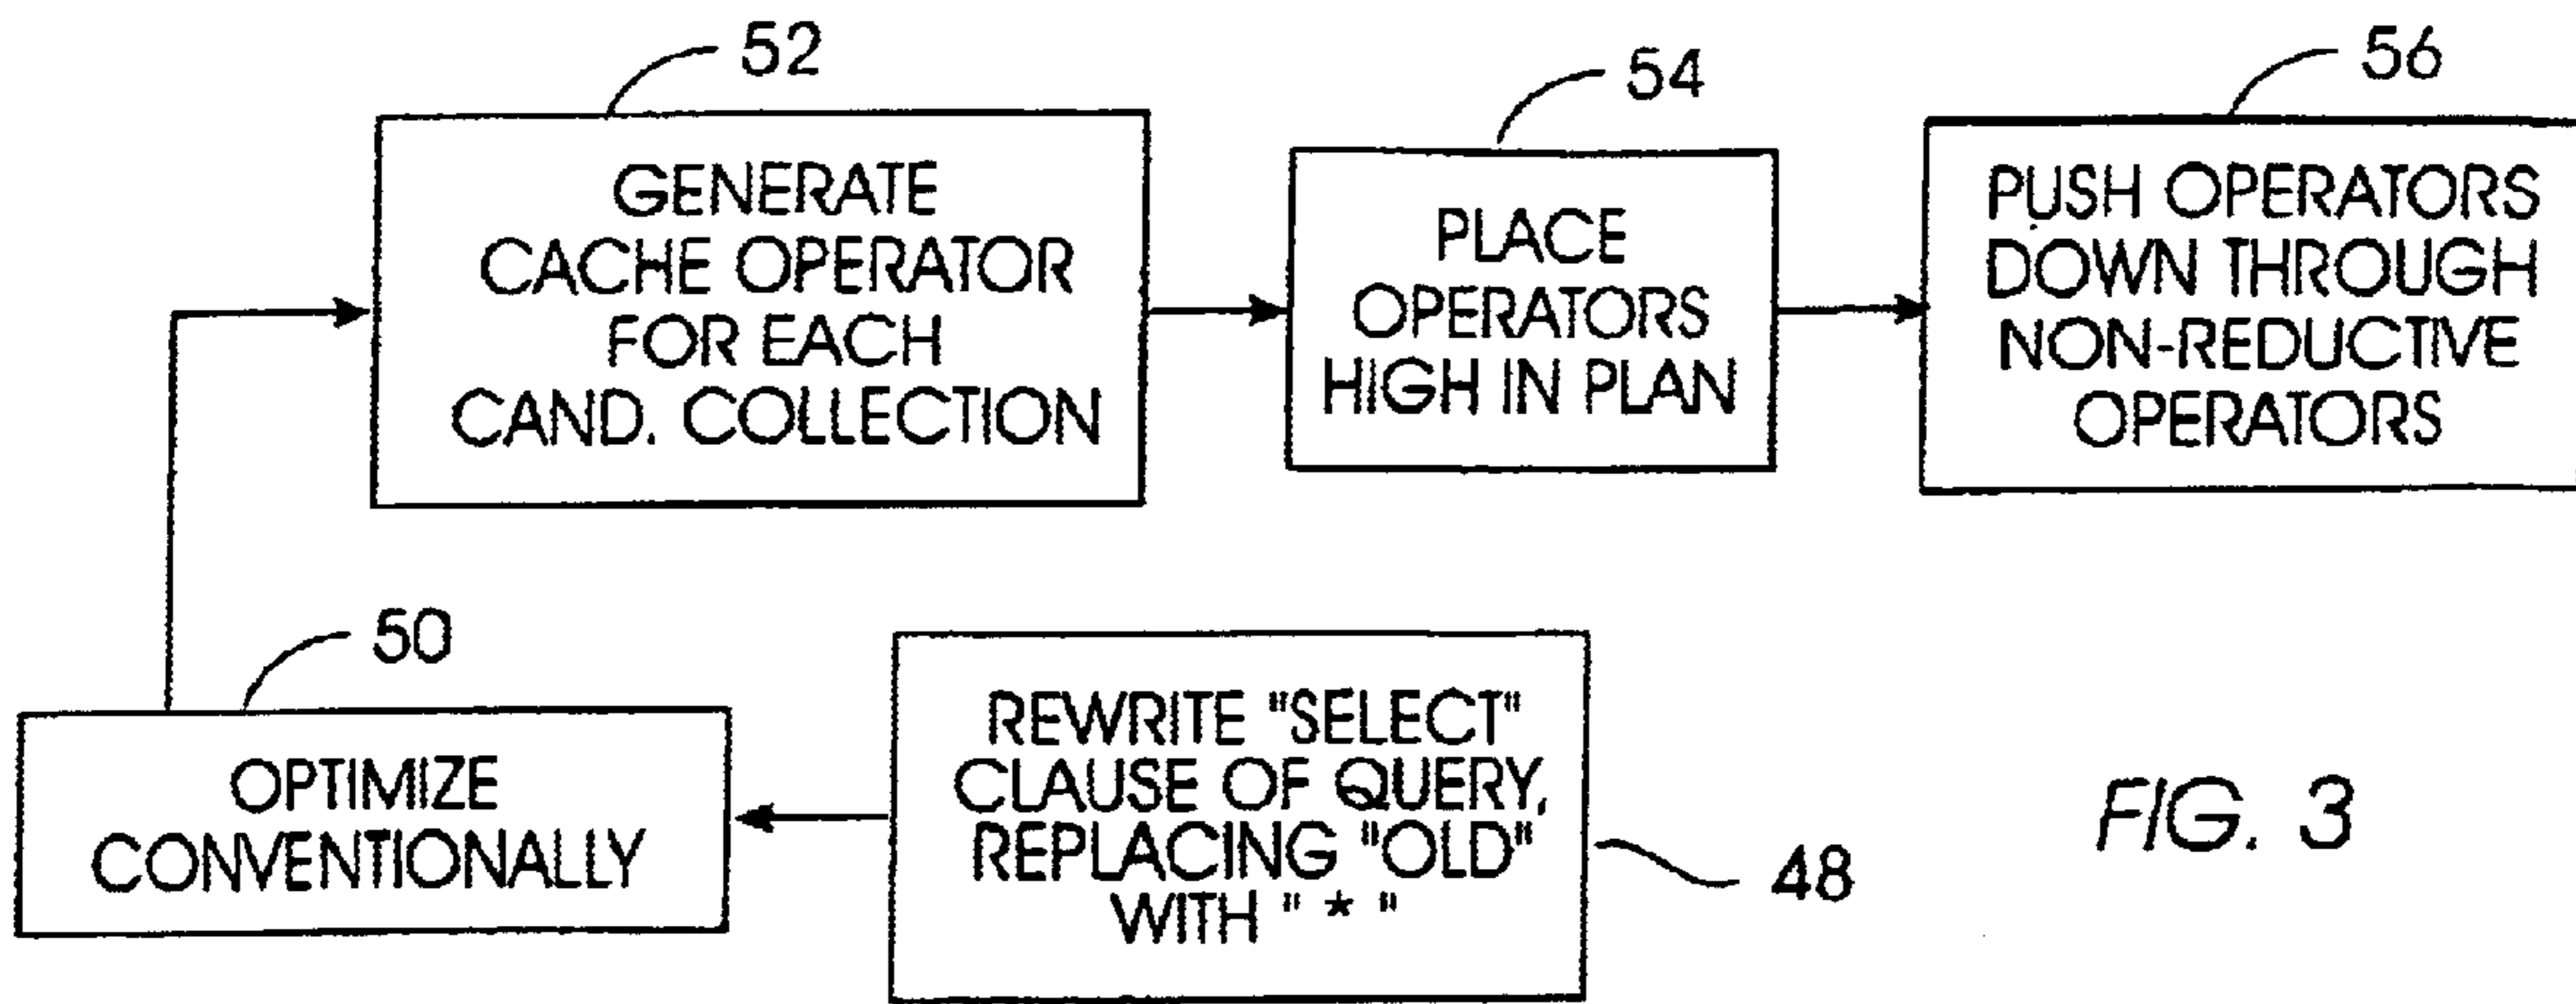 52
GENERATE
CACHE OPERATOR
FOR EACH
CAND. COLLECTION
54
PLACE
OPERATORS
HIGH IN PLAN
56
PUSH OPERATORS
DOWN THROUGH
NON-REDUCTIVE
OPERATORS
50
OPTIMIZE
CONVENTIONALLY
REWRITE "SELECT"
CLAUSE OF QUERY,
REPLACING "OLD"
WITH " * "
48
FIG. 3